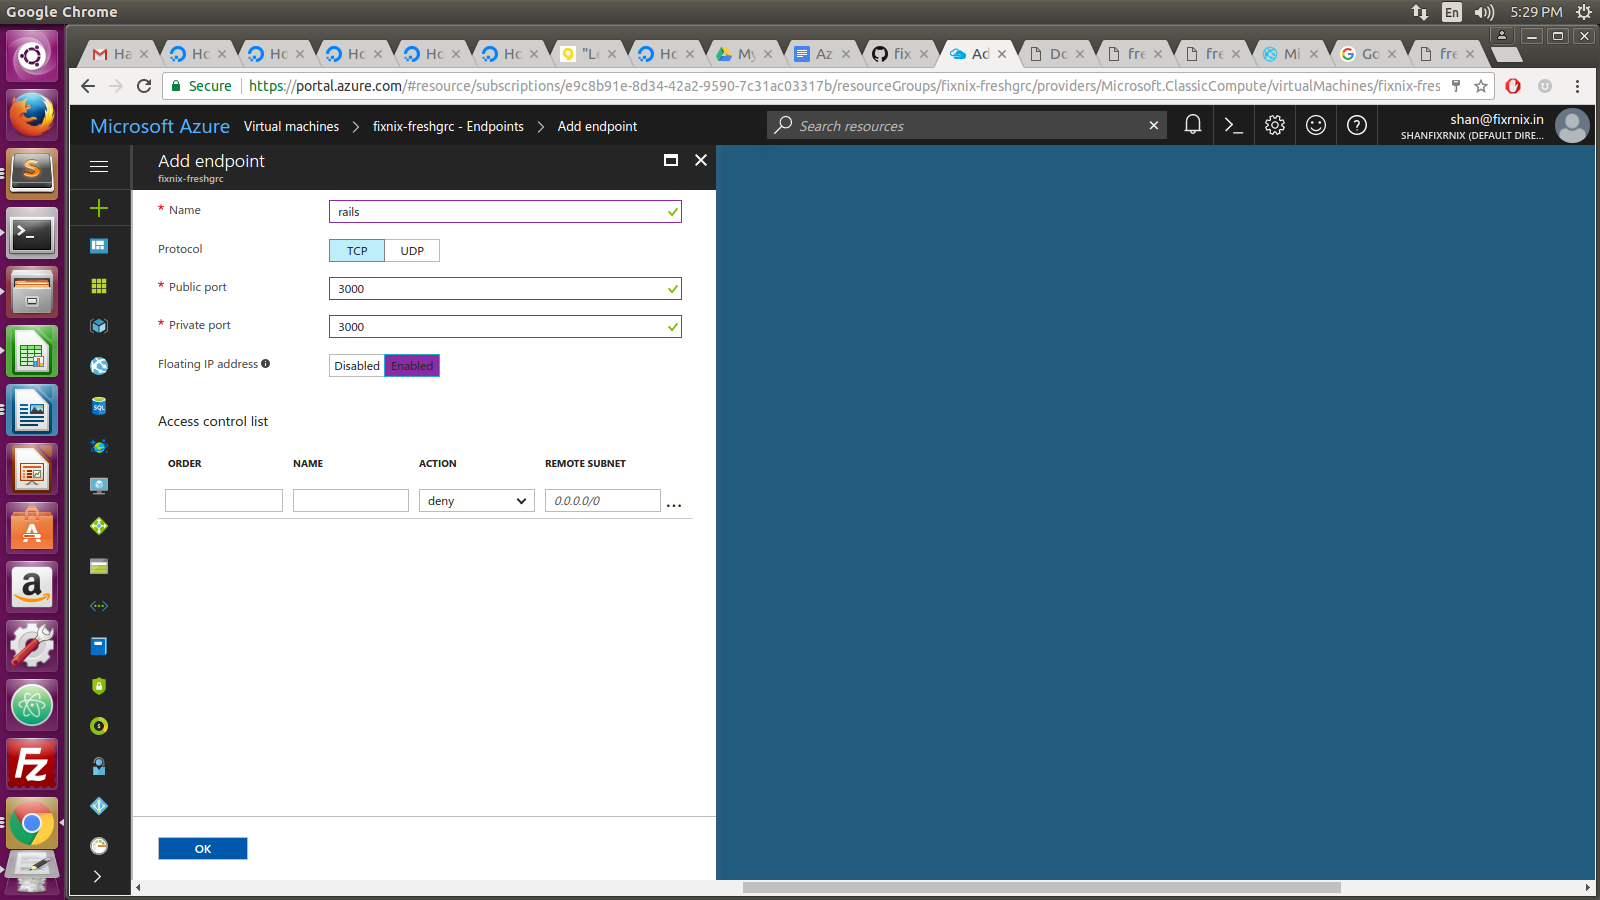 Google Chrome
En
5:29 PM
Ha
Ho
Ho
Ho
Ho
Ho
"Lo
Ho
My
Az
fix
Ad
Do
fre
fre
Mi
Go
fre
Secure
https://portal.azure.com/#resource/subscriptions/e9c8b91e-8d34-42a2-9590-7c31ac03317b/resourceGroups/fixnix-freshgrc/providers/Microsoft.ClassicCompute/virtualMachines/fixnix-fres
Microsoft Azure
Virtual machines
fixnix-freshgrc - Endpoints
Add endpoint
Search resources
shan@fixrnix.in
SHANFIXRNIX (DEFAULT DIRE...
Add endpoint
fixnix-freshgrc
* Name
rails
Protocol
TCP
UDP
* Public port
3000
* Private port
3000
Floating IP address
Disabled
Enabled
Access control list
ORDER
NAME
ACTION
REMOTE SUBNET
deny
0.0.0.0/0
...
OK